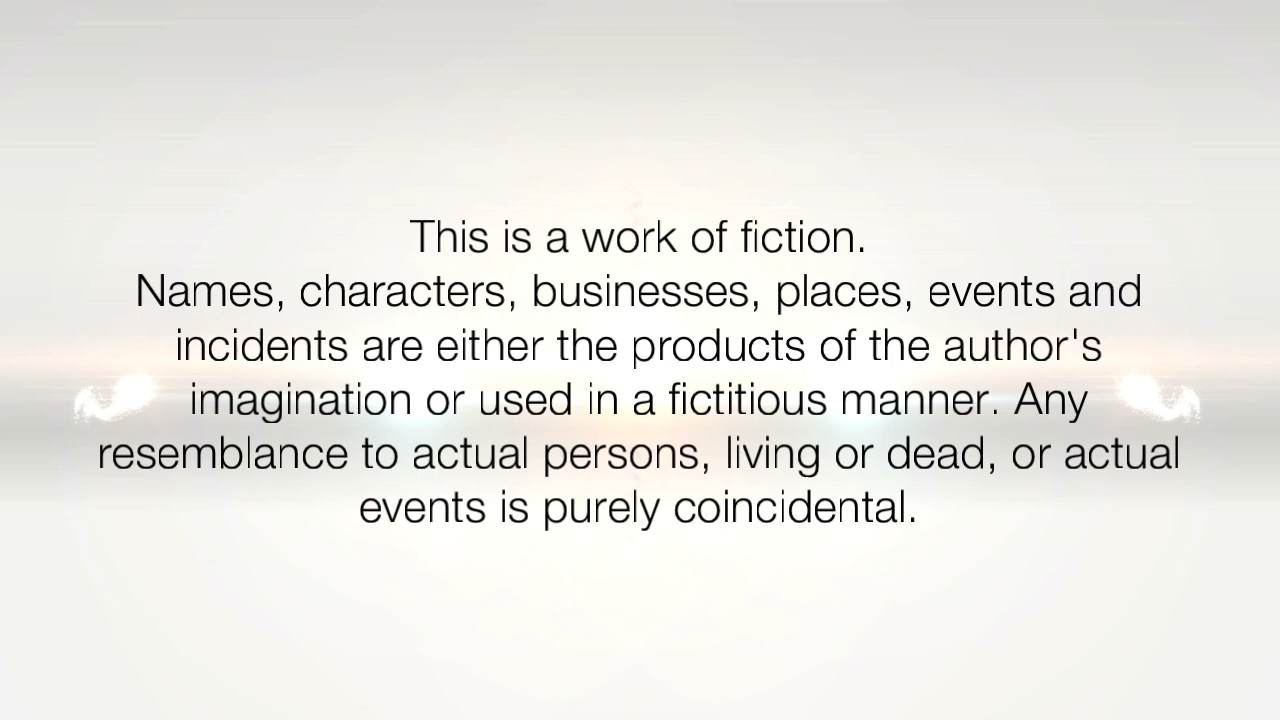 This is a work of fiction.
Names, characters, businesses, places, events and
incidents are either the products of the author's
imagination or used in a fictitious manner. Any
resemblance to actual persons, living or dead, or actual
events is purely coincidental.